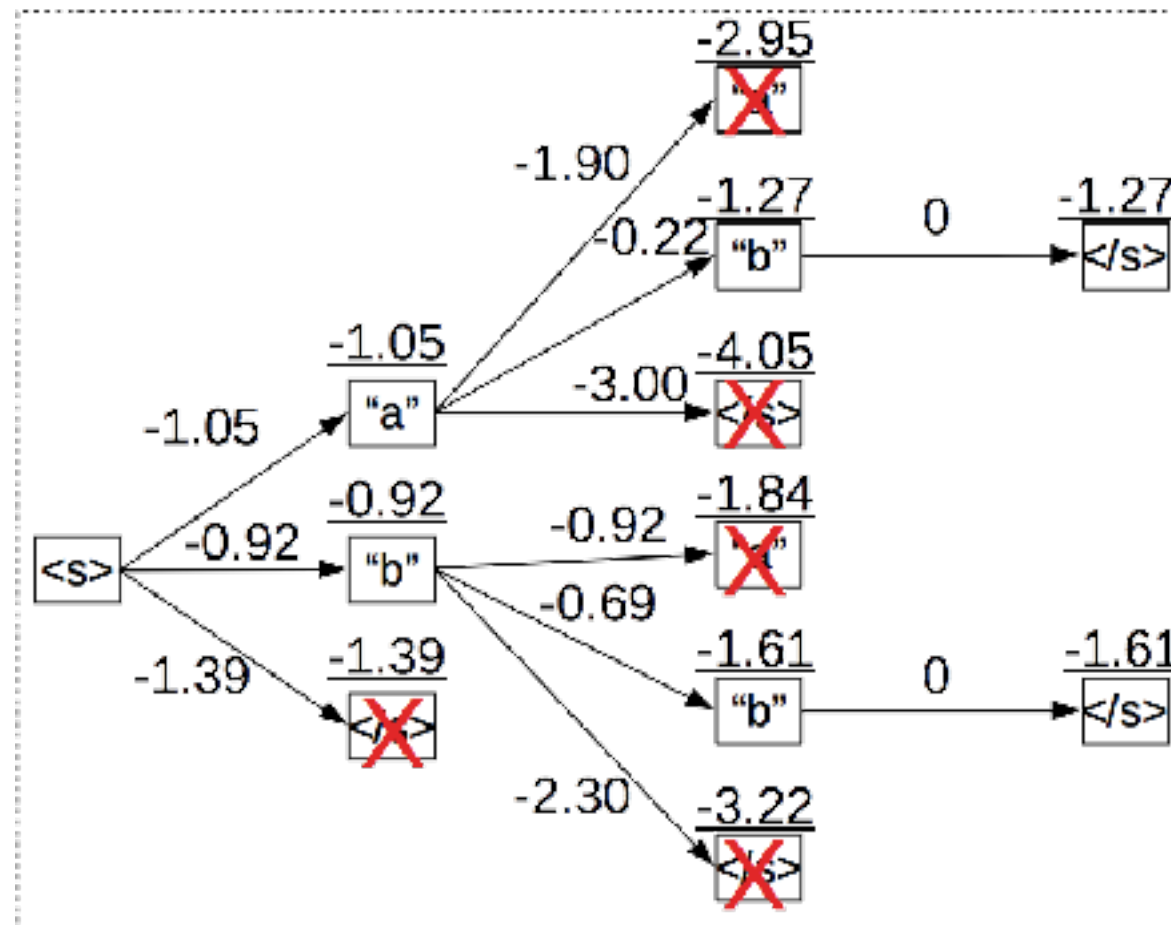 -2.95
"a"
-1.90
-1.27
-0.22
"b"
0
-1.27
</s>
-1.05
-1.05
"a"
-3.00
-4.05
</s>
<s>
-0.92
-0.92
"b"
-0.92
-1.84
"a"
-0.69
-1.39
-1.39
</s>
-1.61
"b"
0
-1.61
</s>
-2.30
-3.22
</s>